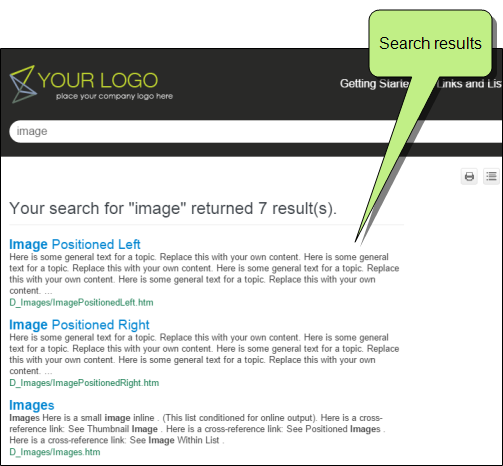 Search results
YOUR LOGO
place your company logo here
Getting Starte
Links and Lis
image
Your search for "image" returned 7 result(s).
Image Positioned Left
Here is some general text for a topic. Replace this with your own content. Here is some general
text for a topic. Replace this with your own content. Here is some general text for a topic.
Replace this with your own content. Here is some general text for a topic. Replace this with your own
content. ...
D_Images/ImagePositionedLeft.htm
Image Positioned Right
Here is some general text for a topic. Replace this with your own content. Here is some general
text for a topic. Replace this with your own content. Here is some general text for a topic. Replace
this with your own content. Here is some general text for a topic. Replace this with your own
content. ...
D_Images/ImagePositionedRight.htm
Images
Images Here is a small image inline . (This list conditioned for online output). Here is a cross-
reference link: See Thumbnail Image . Here is a cross-reference link: See Positioned Images .
Here is a cross-reference link: See Image Within List .
D_Images/Images.htm